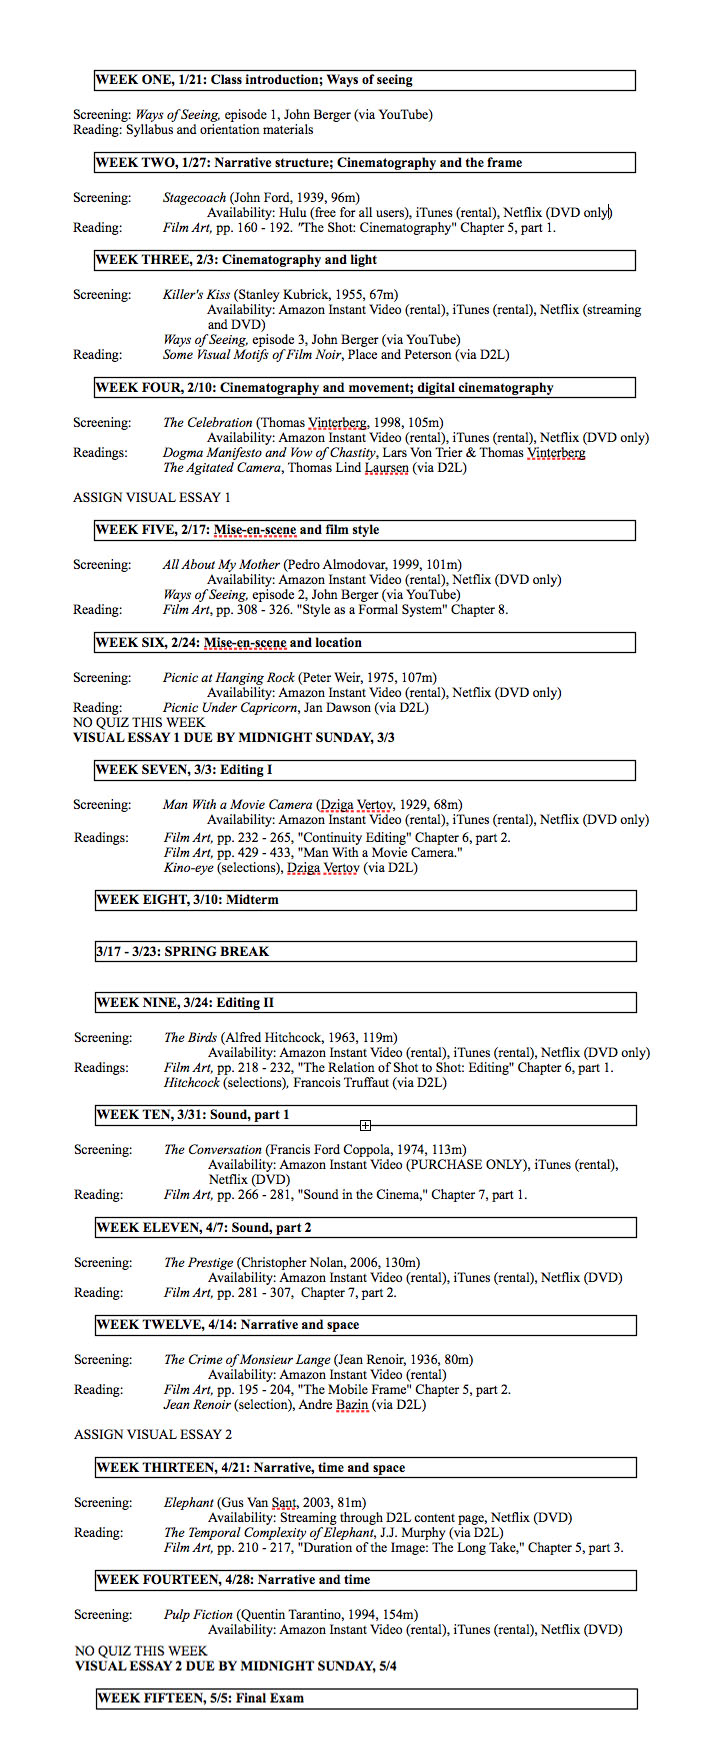 WEEK ONE, 1/21: Class introduction; Ways of seeing
Screening: Ways of Seeing, episode 1, John Berger (via YouTube)
Reading: Syllabus and orientation materials
WEEK TWO, 1/27: Narrative structure; Cinematography and the frame
Screening: Stagecoach (John Ford, 1939, 96m)
Availability: Hulu (free for all users), iTunes (rental), Netflix (DVD only)
Reading: Film Art, pp. 160 - 192. "The Shot: Cinematography" Chapter 5, part 1.
WEEK THREE, 2/3: Cinematography and light
Screening: Killer's Kiss (Stanley Kubrick, 1955, 67m)
Availability: Amazon Instant Video (rental), iTunes (rental), Netflix (streaming
and DVD)
Ways of Seeing, episode 3, John Berger (via YouTube)
Reading: Some Visual Motifs of Film Noir, Place and Peterson (via D2L)
WEEK FOUR, 2/10: Cinematography and movement; digital cinematography
Screening: The Celebration (Thomas Vinterberg, 1998, 105m)
Availability: Amazon Instant Video (rental), iTunes (rental), Netflix (DVD only)
Readings: Dogma Manifesto and Vow of Chastity, Lars Von Trier & Thomas Vinterberg
The Agitated Camera, Thomas Lind Laursen (via D2L)
ASSIGN VISUAL ESSAY 1
WEEK FIVE, 2/17: Mise-en-scene and film style
Screening: All About My Mother (Pedro Almodovar, 1999, 101m)
Availability: Amazon Instant Video (rental), Netflix (DVD only)
Ways of Seeing, episode 2, John Berger (via YouTube)
Reading: Film Art, pp. 308 - 326. "Style as a Formal System" Chapter 8.
WEEK SIX, 2/24: Mise-en-scene and location
Screening: Picnic at Hanging Rock (Peter Weir, 1975, 107m)
Availability: Amazon Instant Video (rental), Netflix (DVD only)
Reading: Picnic Under Capricorn, Jan Dawson (via D2L)
NO QUIZ THIS WEEK
VISUAL ESSAY 1 DUE BY MIDNIGHT SUNDAY, 3/3
WEEK SEVEN, 3/3: Editing I
Screening: Man With a Movie Camera (Dziga Vertov, 1929, 68m)
Availability: Amazon Instant Video (rental), iTunes (rental), Netflix (DVD only)
Readings: Film Art, pp. 232 - 265, "Continuity Editing" Chapter 6, part 2.
Film Art, pp. 429 - 433, "Man With a Movie Camera."
Kino-eye (selections), Dziga Vertov (via D2L)
WEEK EIGHT, 3/10: Midterm
3/17 - 3/23: SPRING BREAK
WEEK NINE, 3/24: Editing II
Screening: The Birds (Alfred Hitchcock, 1963, 119m)
Availability: Amazon Instant Video (rental), iTunes (rental), Netflix (DVD only)
Readings: Film Art, pp. 218 - 232, "The Relation of Shot to Shot: Editing" Chapter 6, part 1.
Hitchcock (selections), Francois Truffaut (via D2L)
WEEK TEN, 3/31: Sound, part 1
Screening: The Conversation (Francis Ford Coppola, 1974, 113m)
Availability: Amazon Instant Video (PURCHASE ONLY), iTunes (rental),
Netflix (DVD)
Reading: Film Art, pp. 266 - 281, "Sound in the Cinema," Chapter 7, part 1.
WEEK ELEVEN, 4/7: Sound, part 2
Screening: The Prestige (Christopher Nolan, 2006, 130m)
Availability: Amazon Instant Video (rental), iTunes (rental), Netflix (DVD)
Reading: Film Art, pp. 281 - 307, Chapter 7, part 2.
WEEK TWELVE, 4/14: Narrative and space
Screening: The Crime of Monsieur Lange (Jean Renoir, 1936, 80m)
Availability: Amazon Instant Video (rental)
Reading: Film Art, pp. 195 - 204, "The Mobile Frame" Chapter 5, part 2.
Jean Renoir (selection), Andre Bazin (via D2L)
ASSIGN VISUAL ESSAY 2
WEEK THIRTEEN, 4/21: Narrative, time and space
Screening: Elephant (Gus Van Sant, 2003, 81m)
Availability: Streaming through D2L content page, Netflix (DVD)
Reading: The Temporal Complexity of Elephant, J.J. Murphy (via D2L)
Film Art, pp. 210 - 217, "Duration of the Image: The Long Take," Chapter 5, part 3.
WEEK FOURTEEN, 4/28: Narrative and time
Screening: Pulp Fiction (Quentin Tarantino, 1994, 154m)
Availability: Amazon Instant Video (rental), iTunes (rental), Netflix (DVD)
NO QUIZ THIS WEEK
VISUAL ESSAY 2 DUE BY MIDNIGHT SUNDAY, 5/4
WEEK FIFTEEN, 5/5: Final Exam